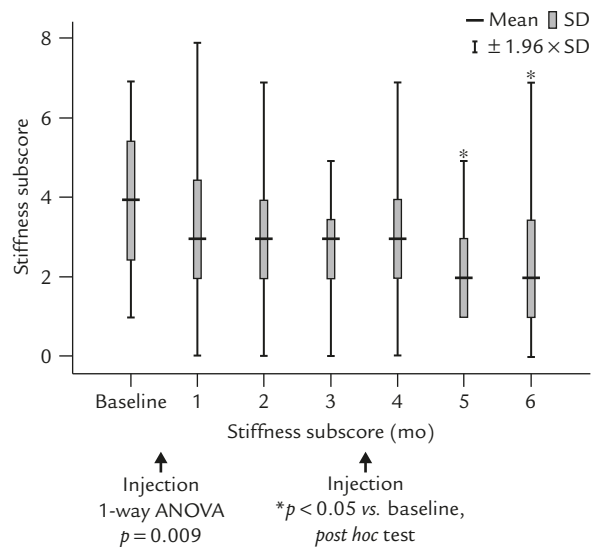 Mean SD
± 1.96 × SD
Stiffness subscore
8
6
4
2
0
* *
Baseline 1 2 3 4 5 6
Stiffness subscore (mo)
Injection
1-way ANOVA
p = 0.009
Injection
*p < 0.05 vs. baseline,
post hoc test